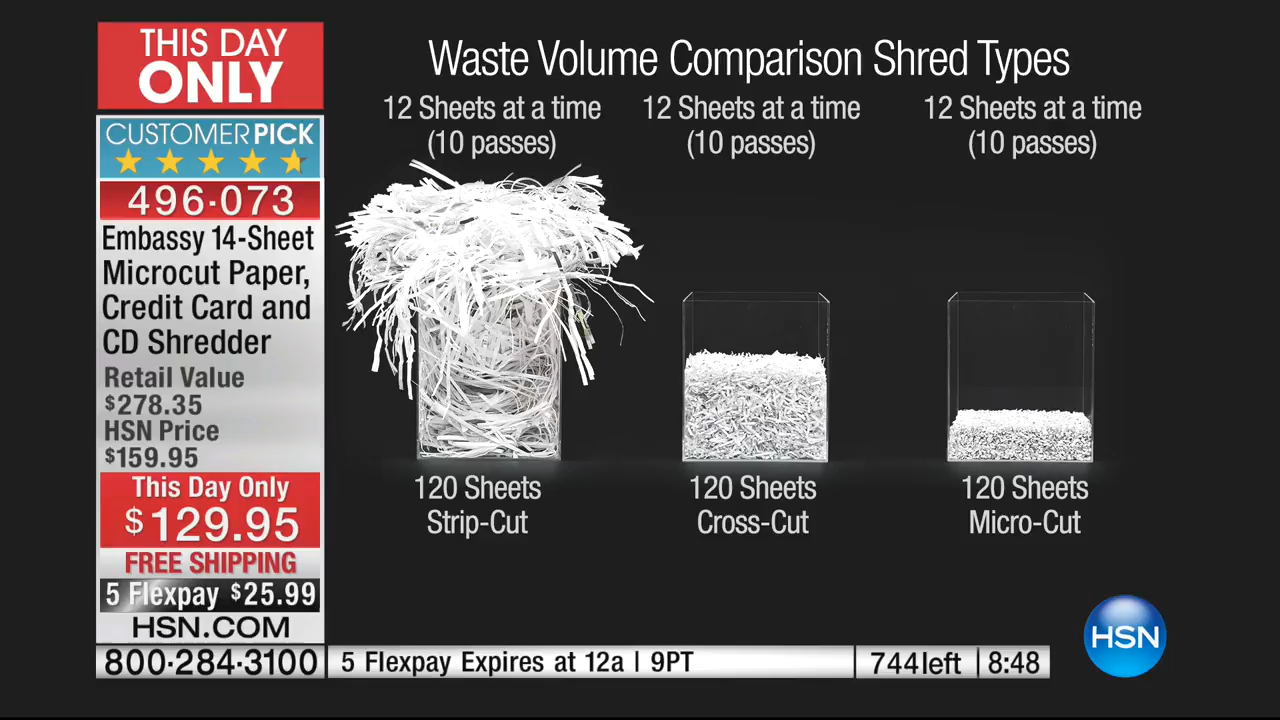 THIS DAY
ONLY
CUSTOMER PICK
496-073
Embassy 14-Sheet
Microcut Paper,
Credit Card and
CD Shredder
Retail Value
$278.35
HSN Price
$159.95
This Day Only
$129.95
FREE SHIPPING
5 Flexpay $25.99
HSN.COM
800-284-3100
Waste Volume Comparison Shred Types
12 Sheets at a time
(10 passes)
12 Sheets at a time
(10 passes)
12 Sheets at a time
(10 passes)
120 Sheets
Strip-Cut
120 Sheets
Cross-Cut
120 Sheets
Micro-Cut
HSN
5 Flexpay Expires at 12a | 9PT
744 left
8:48